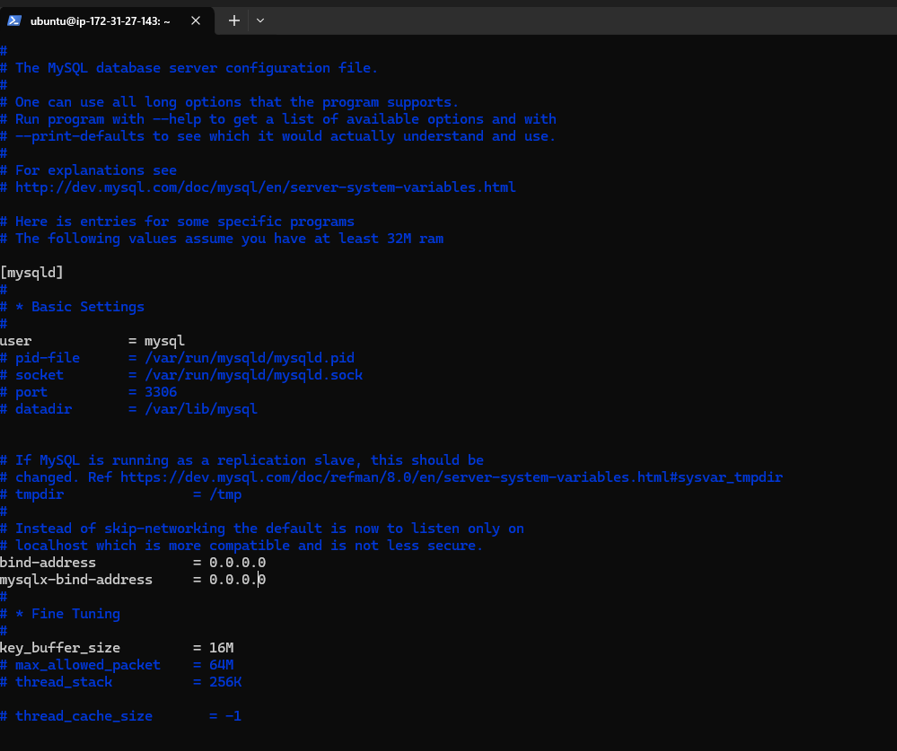 ubuntu@ip-172-31-27-143: ~
#
# The MySQL database server configuration file.
#
# One can use all long options that the program supports.
# Run program with --help to get a list of available options and with
# --print-defaults to see which it would actually understand and use.
#
# For explanations see
# http://dev.mysql.com/doc/mysql/en/server-system-variables.html
# Here is entries for some specific programs
# The following values assume you have at least 32M ram
[mysqld]
#
# * Basic Settings
#
user = mysql
# pid-file = /var/run/mysqld/mysqld.pid
# socket = /var/run/mysqld/mysqld.sock
# port = 3306
# datadir = /var/lib/mysql
# If MySQL is running as a replication slave, this should be
# changed. Ref https://dev.mysql.com/doc/refman/8.0/en/server-system-variables.html#sysvar_tmpdir
# tmpdir = /tmp
#
# Instead of skip-networking the default is now to listen only on
# localhost which is more compatible and is not less secure.
bind-address = 0.0.0.0
mysqlx-bind-address = 0.0.0.0
#
# * Fine Tuning
#
key_buffer_size = 16M
# max_allowed_packet = 64M
# thread_stack = 256K
# thread_cache_size = -1